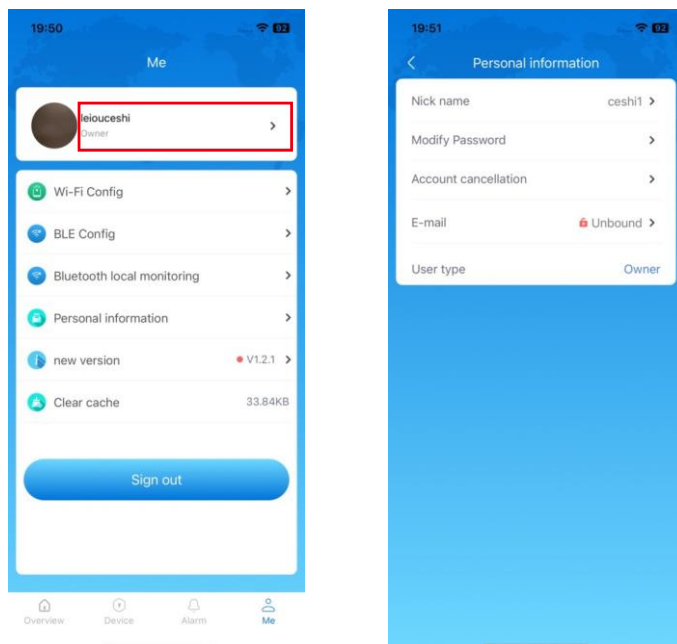 19:50
92
Me
leiouceshi
Owner
Wi-Fi Config
BLE Config
Bluetooth local monitoring
Personal information
new version V1.2.1
Clear cache 33.84KB
Sign out
Overview Device Alarm Me
19:51
92
Personal information
Nick name ceshi1
Modify Password
Account cancellation
E-mail Unbound
User type Owner